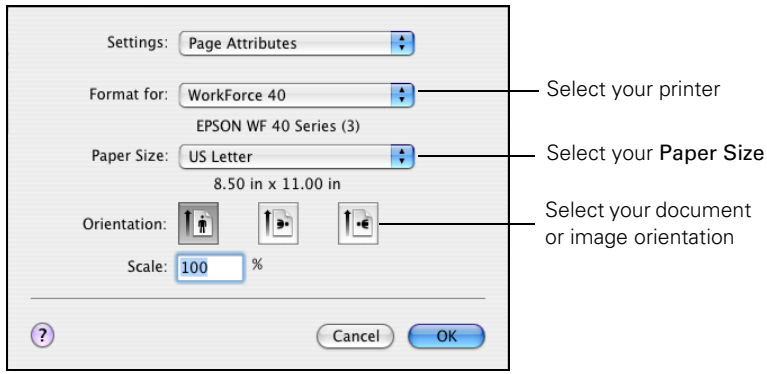 Settings: Page Attributes
Format for: WorkForce 40
Select your printer
EPSON WF 40 Series (3)
Paper Size: US Letter
Select your Paper Size
8.50 in x 11.00 in
Orientation:
Select your document
or image orientation
Scale: 100 %
? Cancel OK